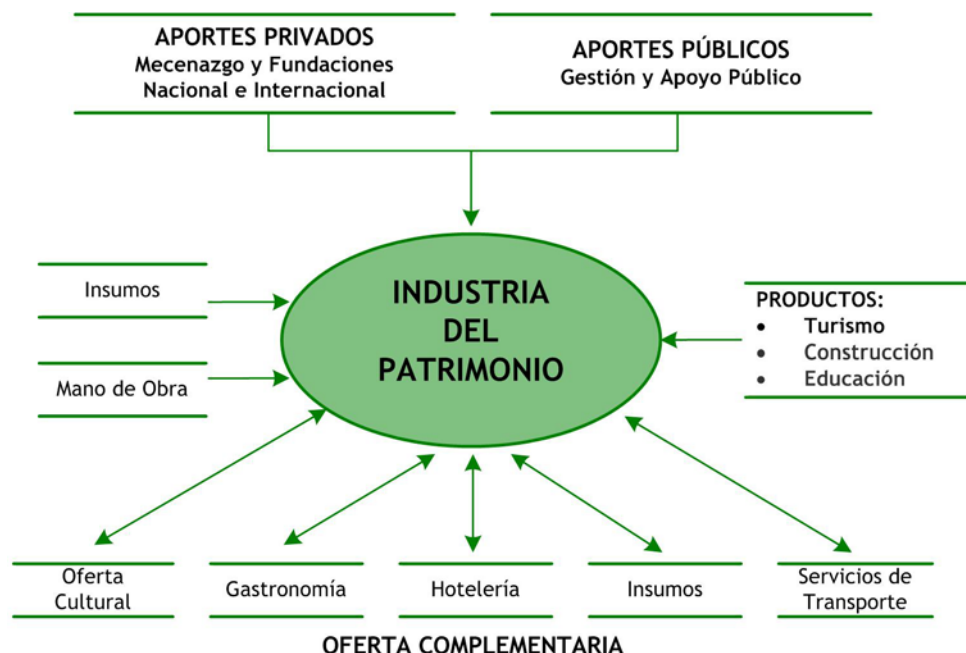 APORTES PRIVADOS
Mecenazgo y Fundaciones
Nacional e Internacional
APORTES PÚBLICOS
Gestión y Apoyo Público
Insumos
Mano de Obra
INDUSTRIA
DEL
PATRIMONIO
PRODUCTOS:
• Turismo
• Construcción
• Educación
Oferta
Cultural
Gastronomía
Hotelería
Insumos
Servicios de
Transporte
OFERTA COMPLEMENTARIA